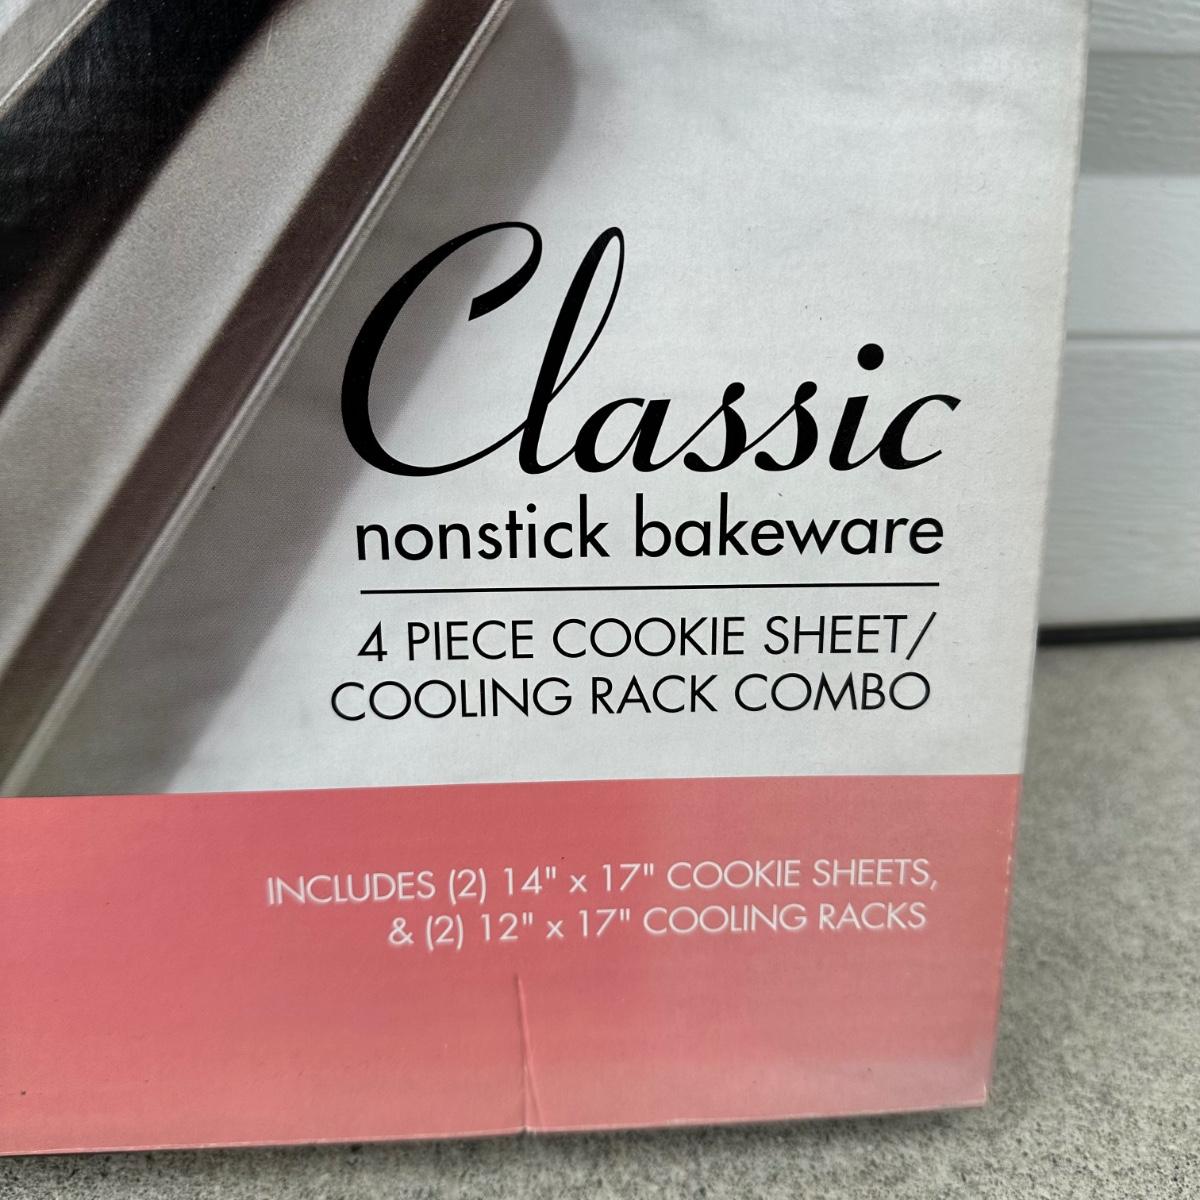 Classic
nonstick bakeware
4 PIECE COOKIE SHEET/
COOLING RACK COMBO
INCLUDES (2) 14" x 17" COOKIE SHEETS,
& (2) 12" x 17" COOLING RACKS